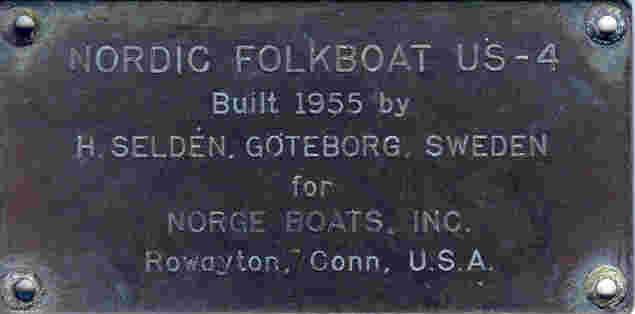 NORDIC FOLKBOAT US-4
Built 1955 by
H. SELDÉN, GÖTEBORG, SWEDEN
for
NORGE BOATS, INC.
Rowayton, Conn, U.S.A.